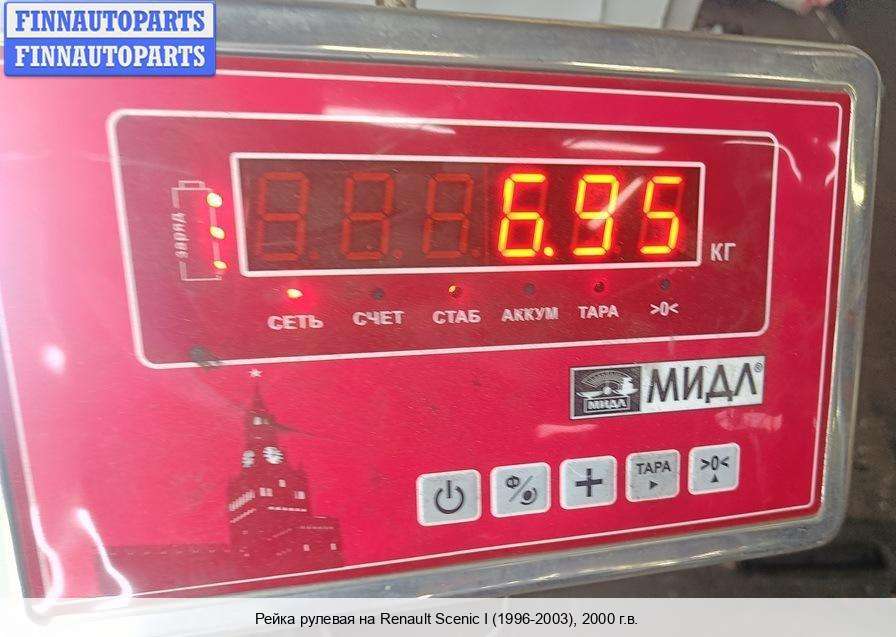 FINNAUTOPARTS
FINNAUTOPARTS
заряд
6.95
КГ
СЕТЬ СЧЕТ СТАБ АККУМ ТАРА >0<
МИДЛ
МИДЛ®
ТАРА >0<
Рейка рулевая на Renault Scenic I (1996-2003), 2000 г.в.